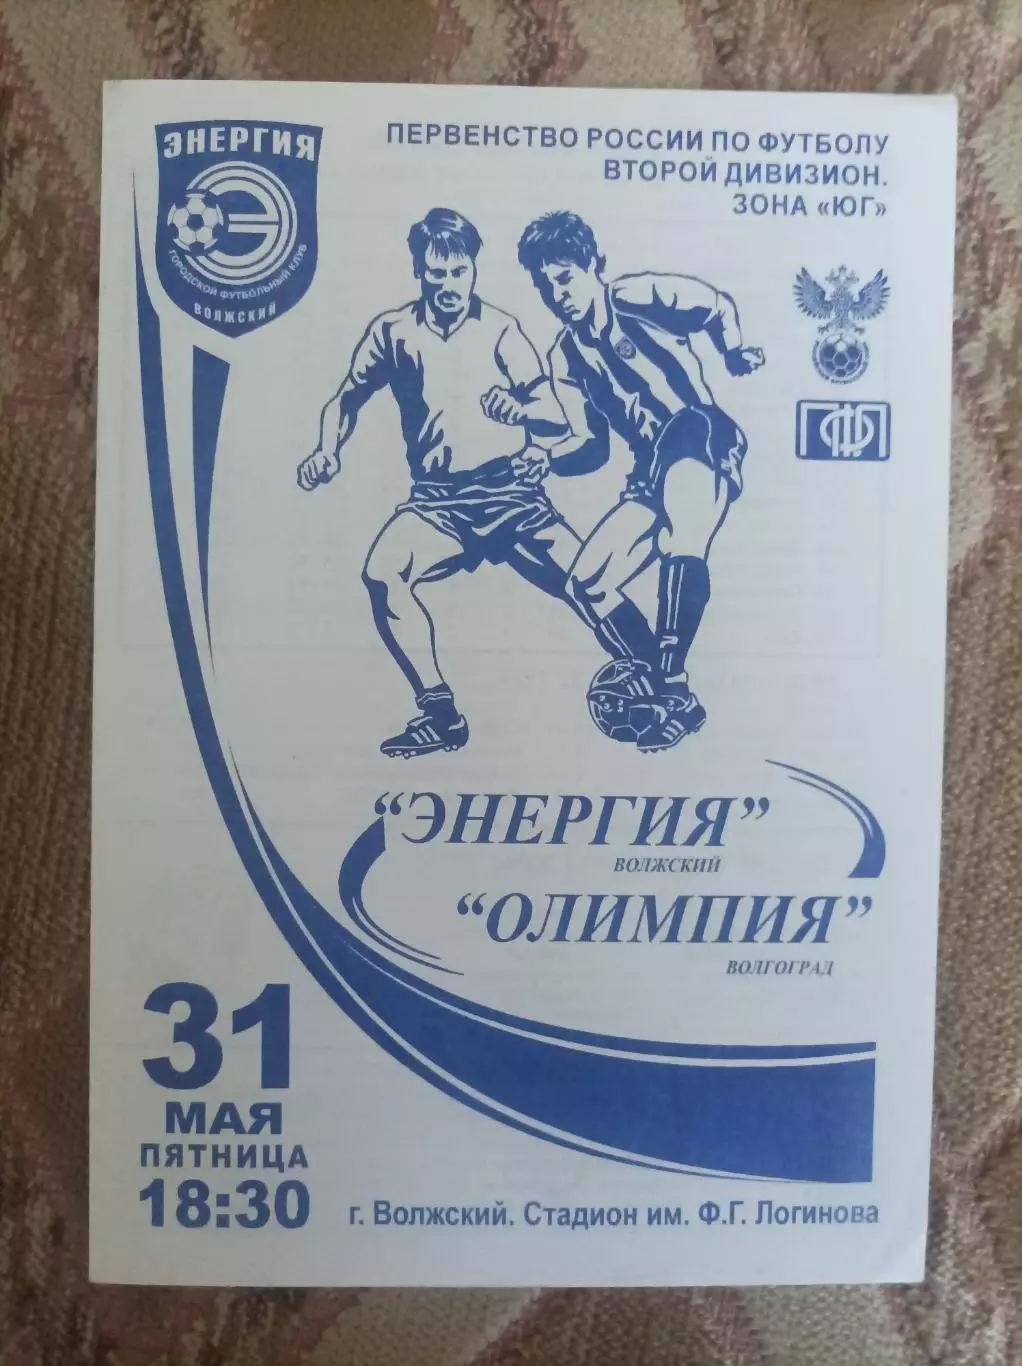 ЭНЕРГИЯ
ГОРОДСКОЙ ФУТБОЛЬНЫЙ КЛУБ
ВОЛЖСКИЙ
ПЕРВЕНСТВО РОССИИ ПО ФУТБОЛУ
ВТОРОЙ ДИВИЗИОН.
ЗОНА «ЮГ»
ПФЛ
“ЭНЕРГИЯ”
ВОЛЖСКИЙ
“ОЛИМПИЯ”
ВОЛГОГРАД
31
МАЯ
ПЯТНИЦА
18:30
г. Волжский. Стадион им. Ф.Г. Логинова